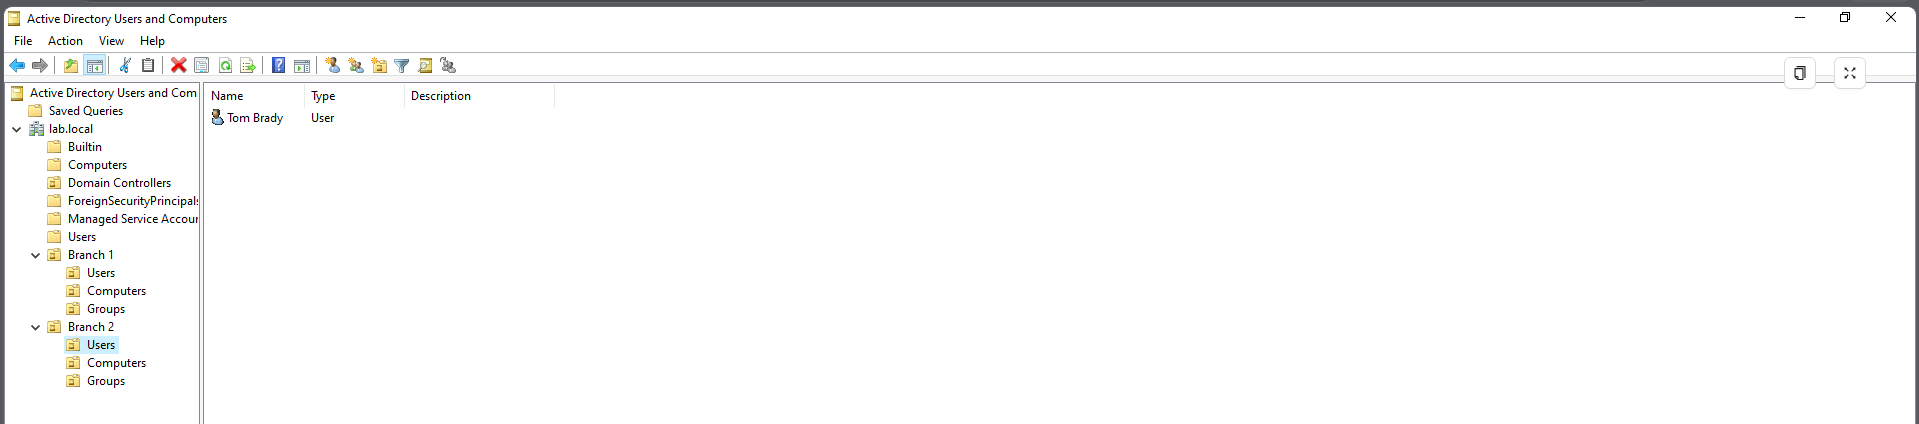 Active Directory Users and Computers
File Action View Help
Active Directory Users and Com
Saved Queries
lab.local
Builtin
Computers
Domain Controllers
ForeignSecurityPrincipals
Managed Service Accour
Users
Branch 1
Users
Computers
Groups
Branch 2
Users
Computers
Groups
Name Type Description
Tom Brady User